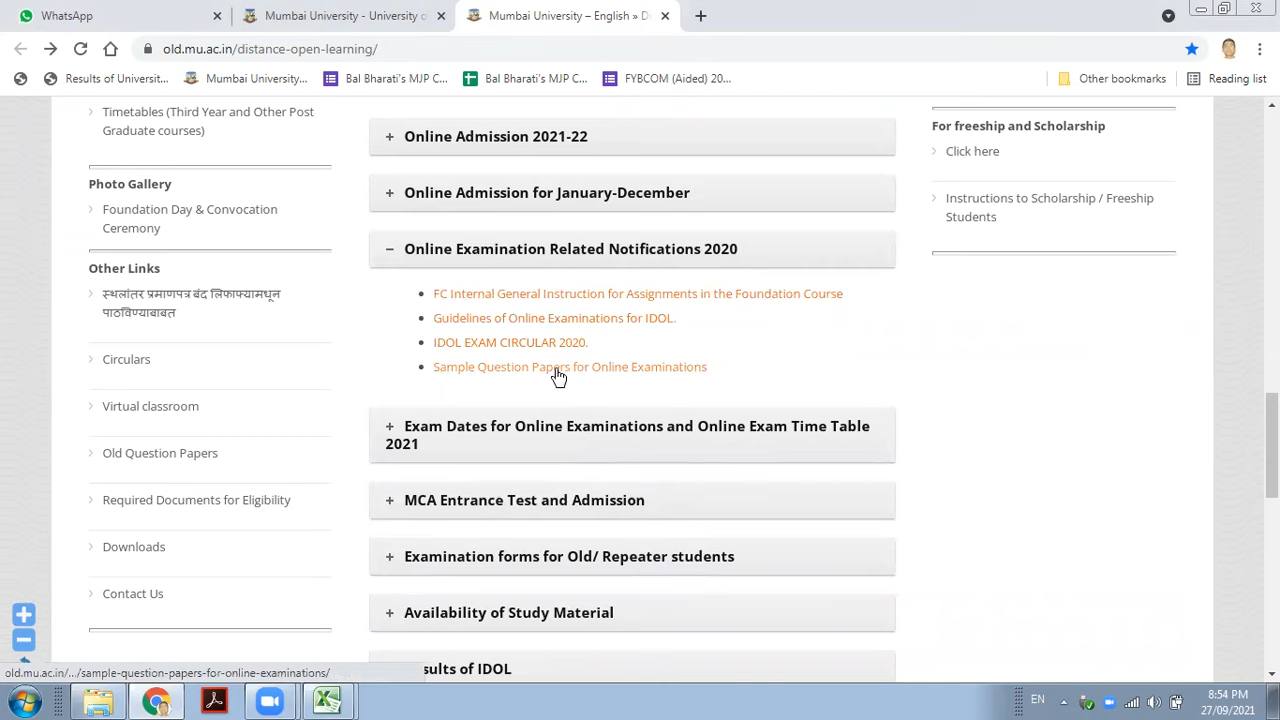 WhatsApp
Mumbai University - University o
Mumbai University – English » D
old.mu.ac.in/distance-open-learning/
Results of Universit...
Mumbai University...
Bal Bharati's MJP C...
Bal Bharati's MJP C...
FYBCOM (Aided) 20...
Other bookmarks
Reading list
Timetables (Third Year and Other Post
Graduate courses)
Photo Gallery
Foundation Day & Convocation
Ceremony
Other Links
स्थलांतर प्रमाणपत्र बंद लिफाफ्यामधून
पाठविण्याबाबत
Circulars
Virtual classroom
Old Question Papers
Required Documents for Eligibility
Downloads
Contact Us
+ Online Admission 2021-22
+ Online Admission for January-December
− Online Examination Related Notifications 2020
• FC Internal General Instruction for Assignments in the Foundation Course
• Guidelines of Online Examinations for IDOL.
• IDOL EXAM CIRCULAR 2020.
• Sample Question Papers for Online Examinations
+ Exam Dates for Online Examinations and Online Exam Time Table
2021
+ MCA Entrance Test and Admission
+ Examination forms for Old/ Repeater students
+ Availability of Study Material
sults of IDOL
For freeship and Scholarship
Click here
Instructions to Scholarship / Freeship
Students
old.mu.ac.in/.../sample-question-papers-for-online-examinations/
EN
8:54 PM
27/09/2021